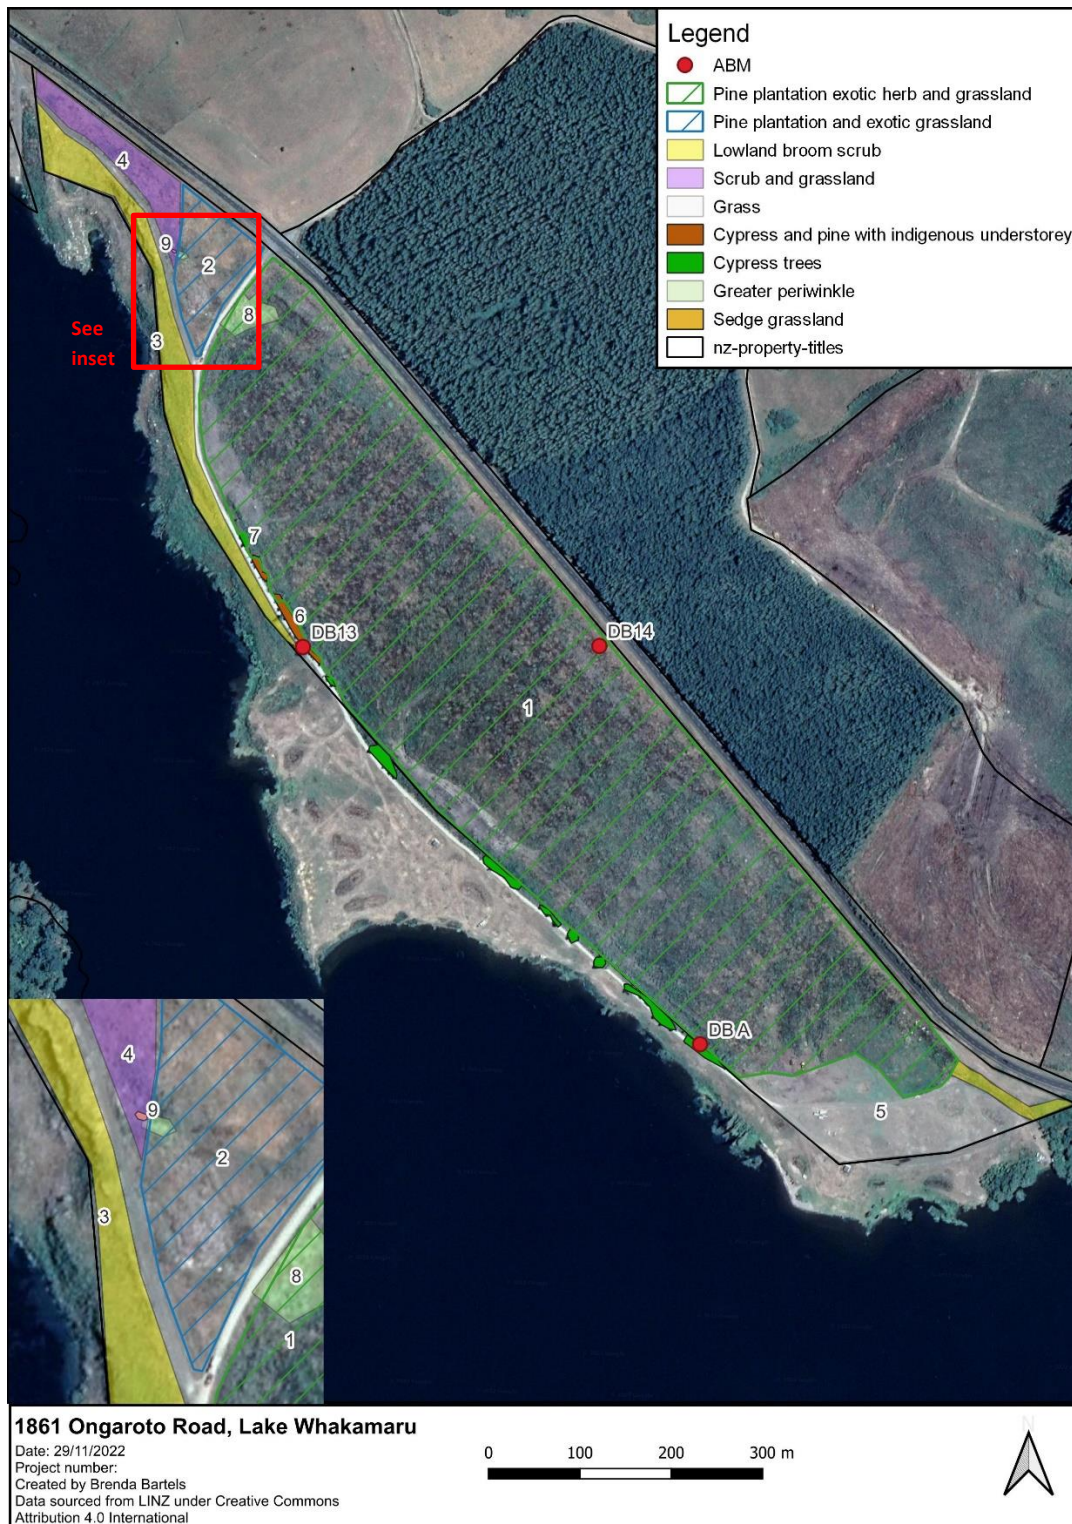 Legend
ABM
Pine plantation exotic herb and grassland
Pine plantation and exotic grassland
Lowland broom scrub
Scrub and grassland
Grass
Cypress and pine with indigenous understorey
Cypress trees
Greater periwinkle
Sedge grassland
nz-property-titles
4
9
2
8
See
inset
3
7
6
DB13
DB14
1
DB A
5
4
9
2
3
8
1
1861 Ongaroto Road, Lake Whakamaru
Date: 29/11/2022
Project number:
Created by Brenda Bartels
Data sourced from LINZ under Creative Commons
Attribution 4.0 International
0 100 200 300 m
N